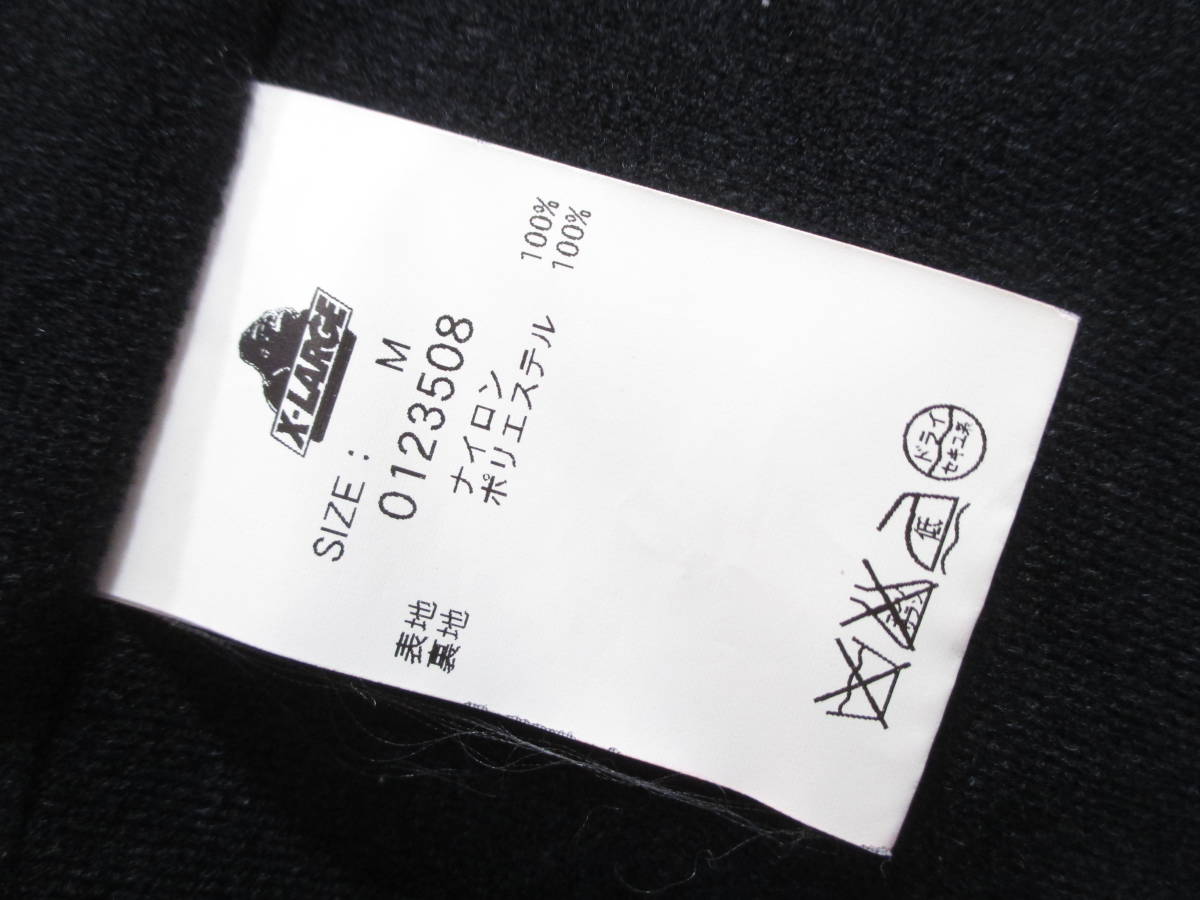 X-LARGE
SIZE: M
0123508
表地 ナイロン 100%
裏地 ポリエステル 100%
低
ドライ
セキユ系